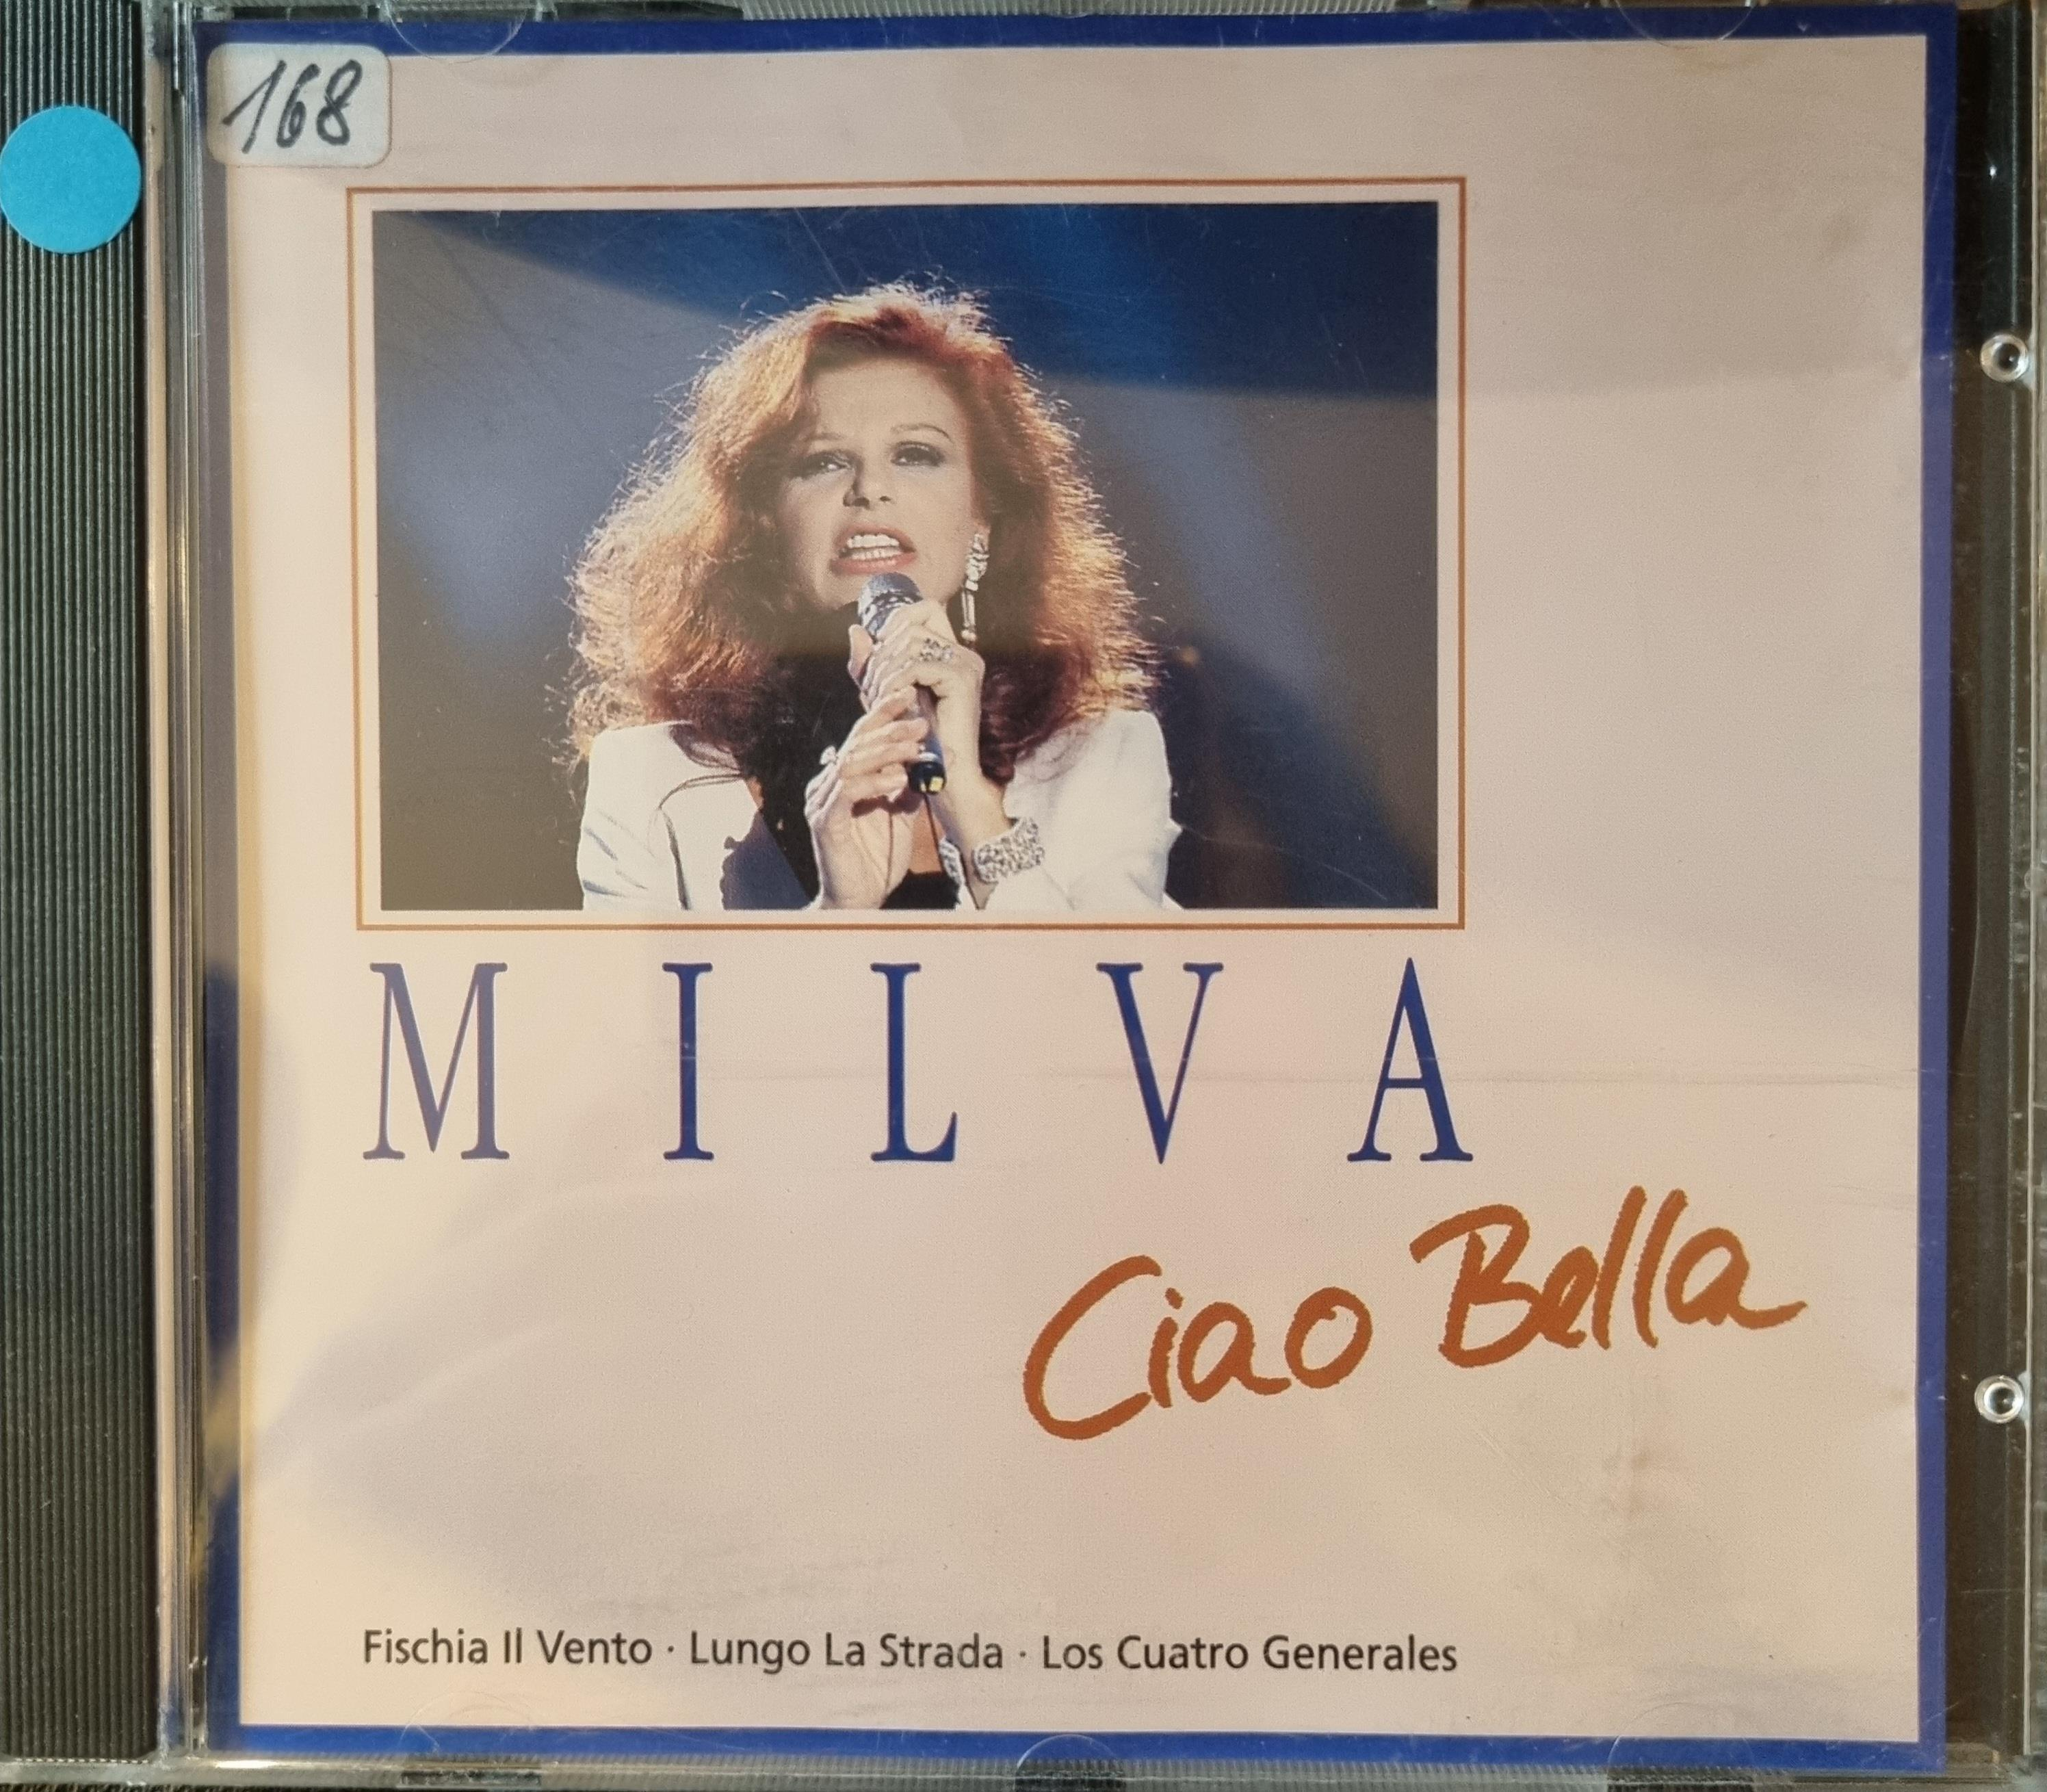 168
MILVA
Ciao Bella
Fischia Il Vento · Lungo La Strada · Los Cuatro Generales